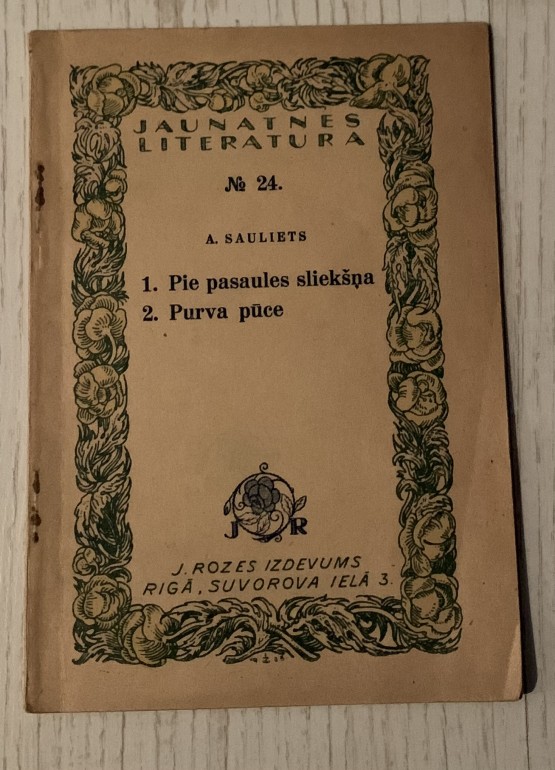 JAUNATNES
LITERATURA
№ 24.
A. SAULIETS
1. Pie pasaules sliekšņa
2. Purva pūce
J R
J. ROZES IZDEVUMS
RIGĀ, SUVOROVA IELĀ 3.